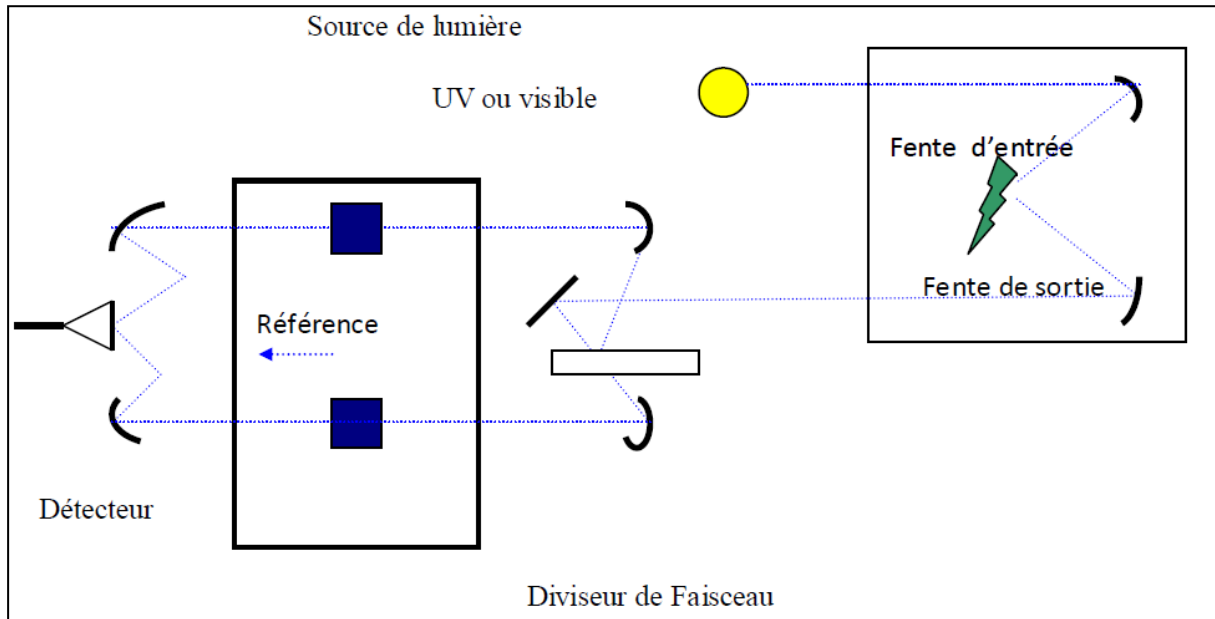 Source de lumière
UV ou visible
Fente d’entrée
Fente de sortie
Référence
Détecteur
Diviseur de Faisceau